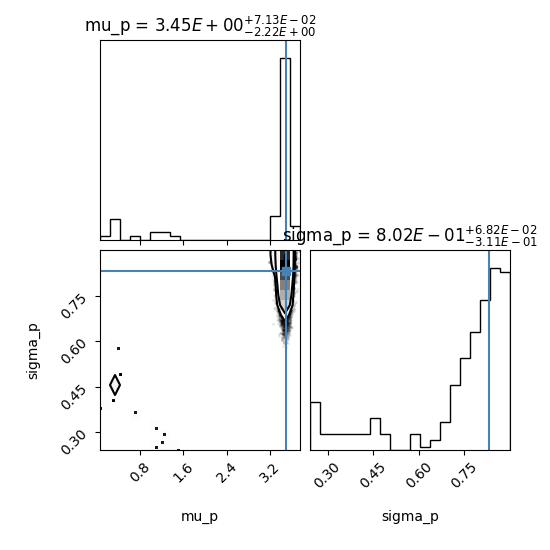 mu_p = 3.45E+00+7.13E−02 −2.22E+00
sigma_p = 8.02E−01+6.82E−02 −3.11E−01
sigma_p
0.75
0.60
0.45
0.30
0.8 1.6 2.4 3.2
0.30 0.45 0.60 0.75
mu_p
sigma_p